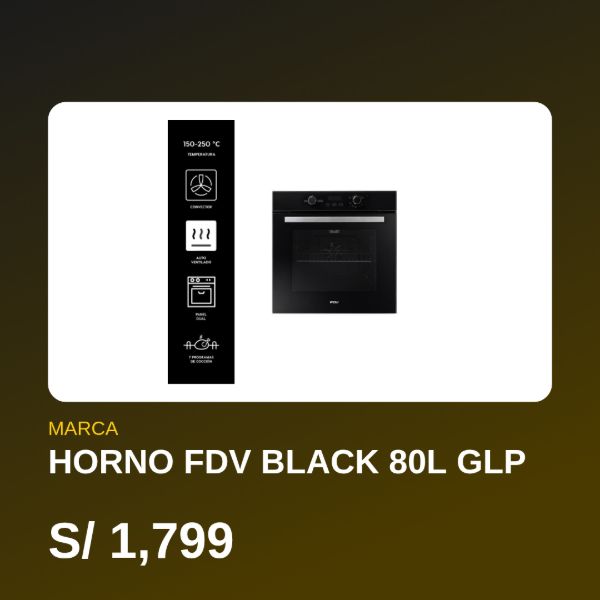 150-250 °C
TEMPERATURA
CONVECTOR
AUTO
VENTILADO
PANEL
DUAL
7 PROGRAMAS
DE COCCIÓN
FDV
MARCA
HORNO FDV BLACK 80L GLP
S/ 1,799